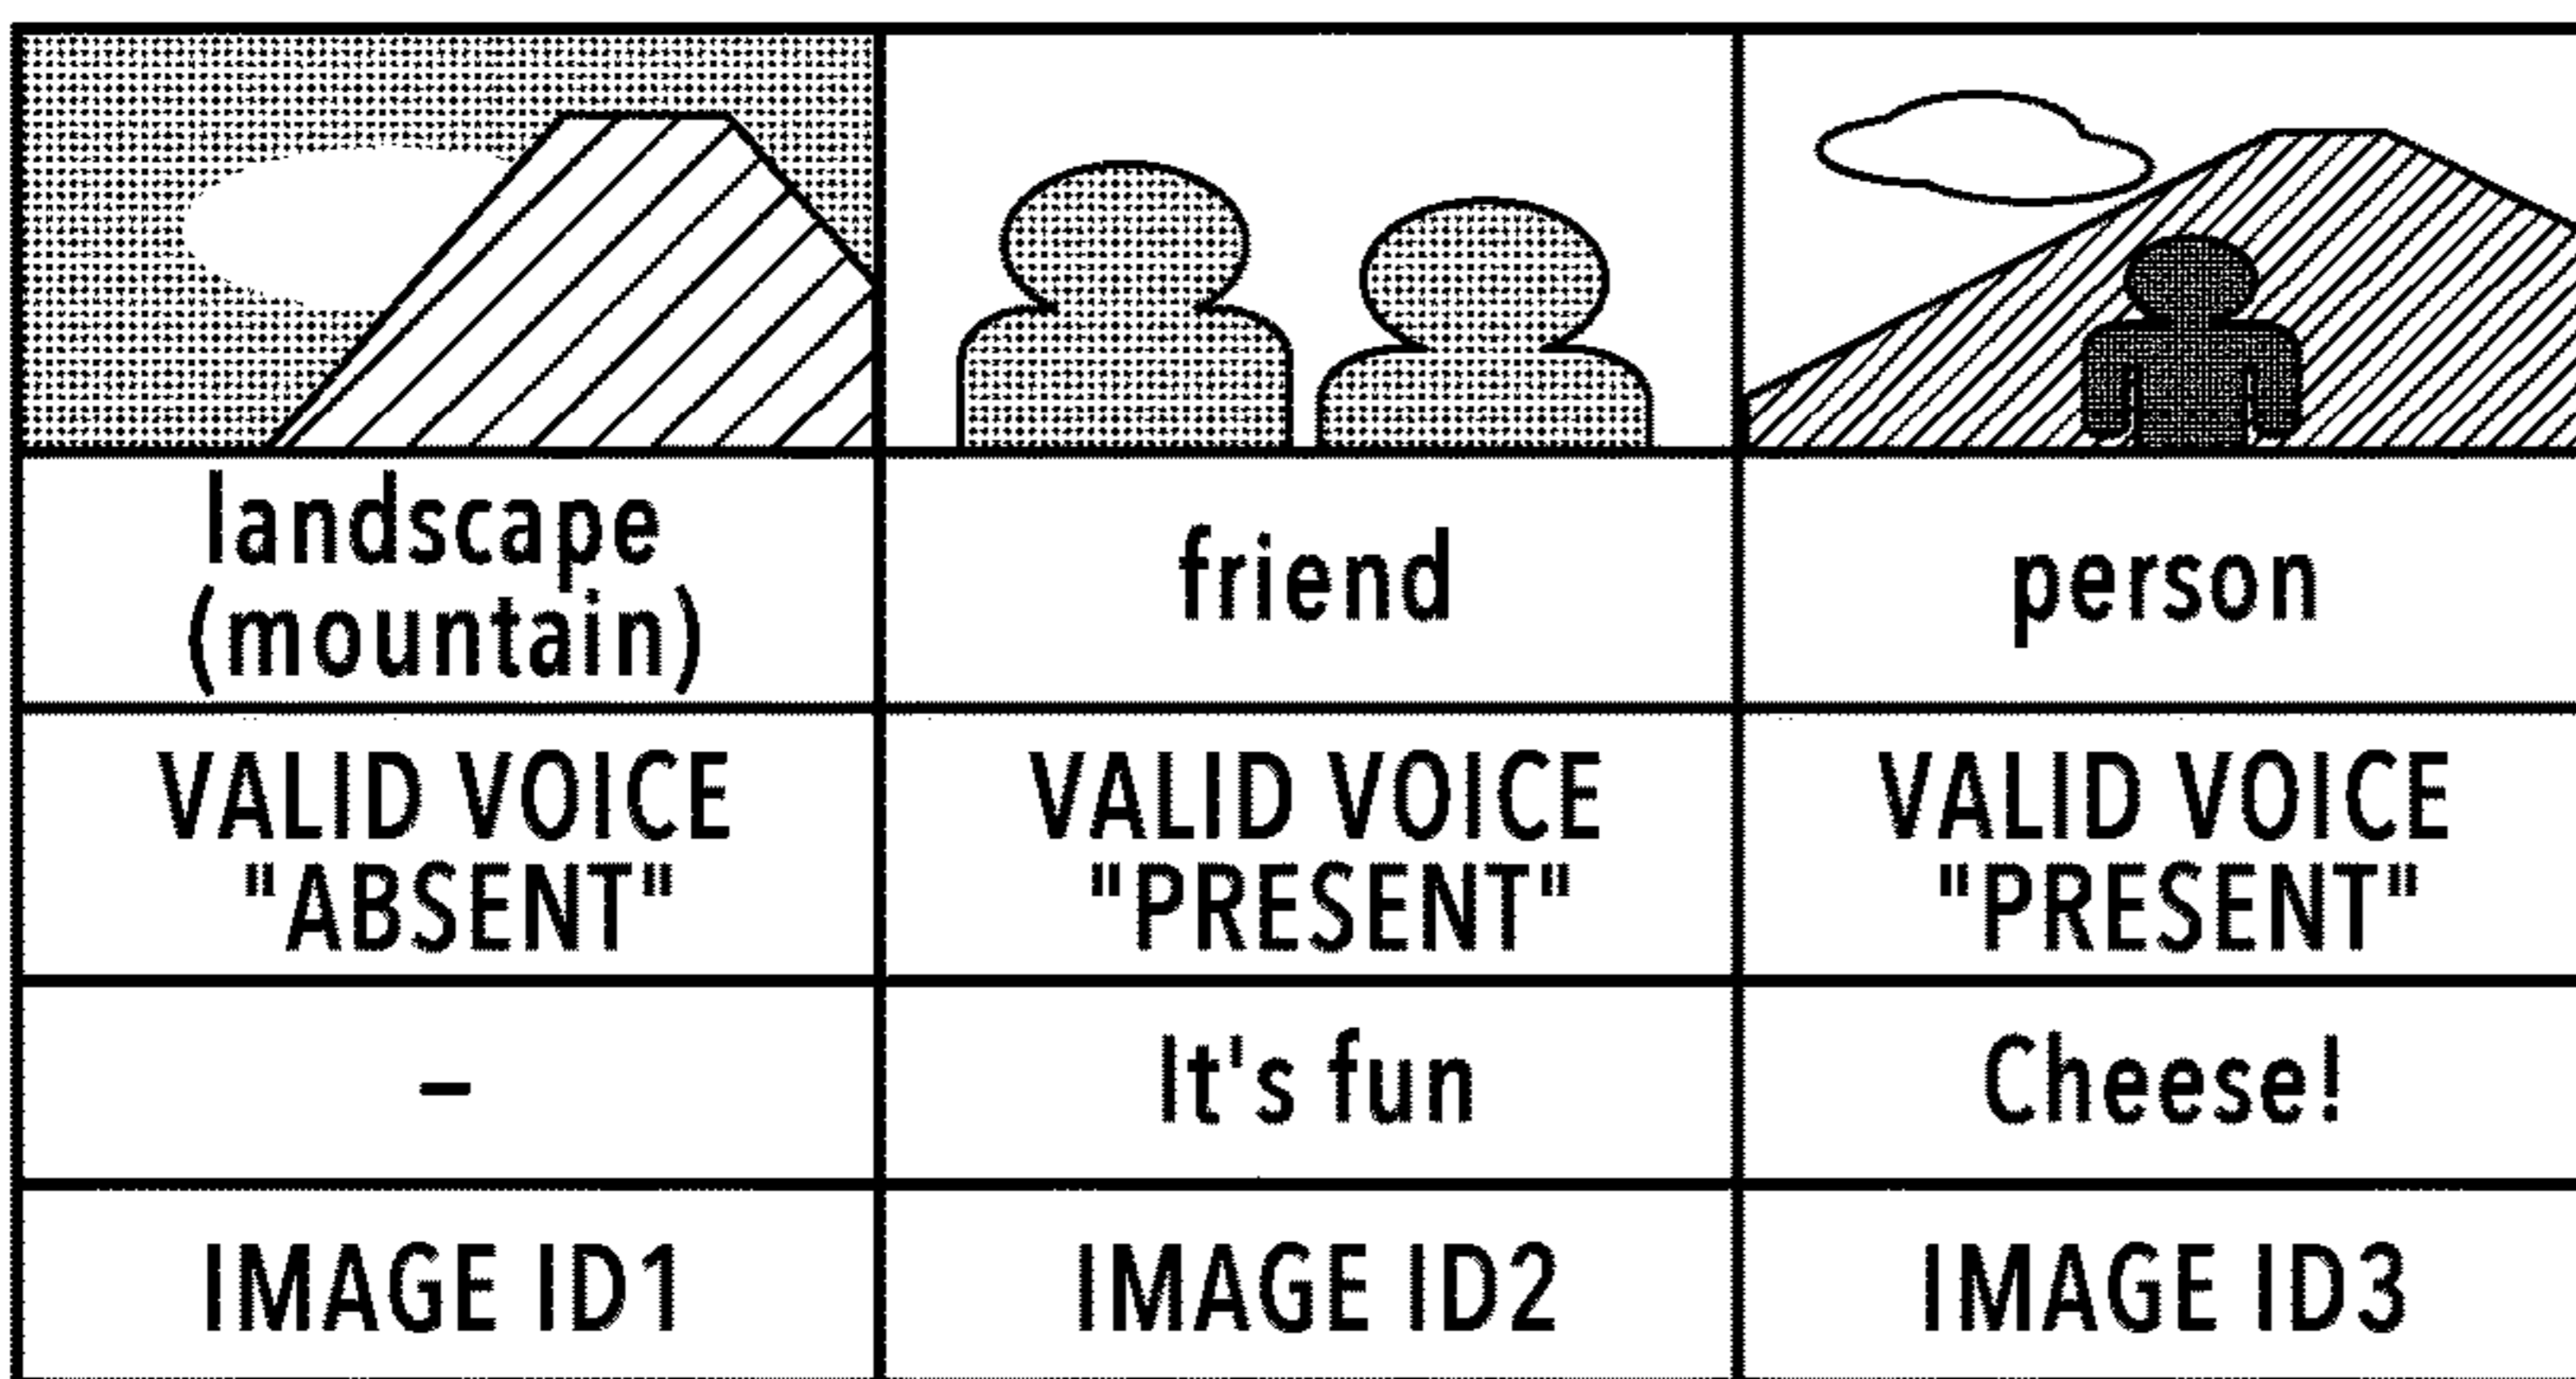 landscape
(mountain)
friend
person
VALID VOICE
"ABSENT"
VALID VOICE
"PRESENT"
VALID VOICE
"PRESENT"
–
It's fun
Cheese!
IMAGE ID1
IMAGE ID2
IMAGE ID3